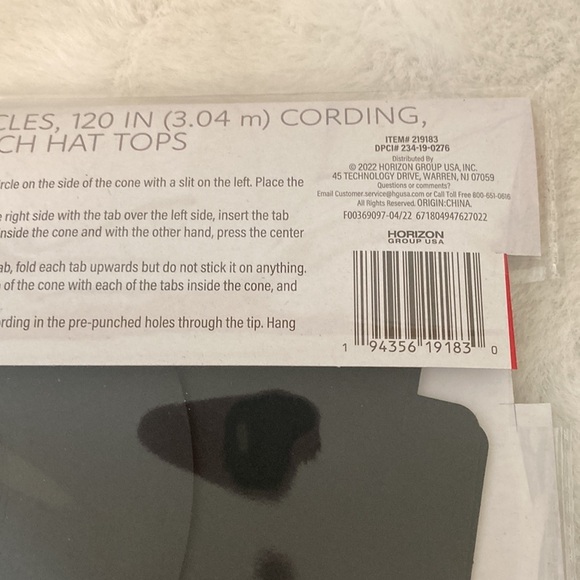 CLES, 120 IN (3.04 m) CORDING,
CH HAT TOPS
ITEM# 219183
DPCI# 234-19-0276
Distributed By
© 2022 HORIZON GROUP USA, INC.
45 TECHNOLOGY DRIVE, WARREN, NJ 07059
Questions or comments?
Email Customer.service@hgusa.com or Call Toll Free 800-651-0616
All Rights Reserved. ORIGIN:CHINA.
F00369097-04/22 671804947627022
HORIZON
GROUP USA
rcle on the side of the cone with a slit on the left. Place the
e right side with the tab over the left side, insert the tab
nside the cone and with the other hand, press the center
ab, fold each tab upwards but do not stick it on anything.
of the cone with each of the tabs inside the cone, and
rding in the pre-punched holes through the tip. Hang
1 94356 19183 0